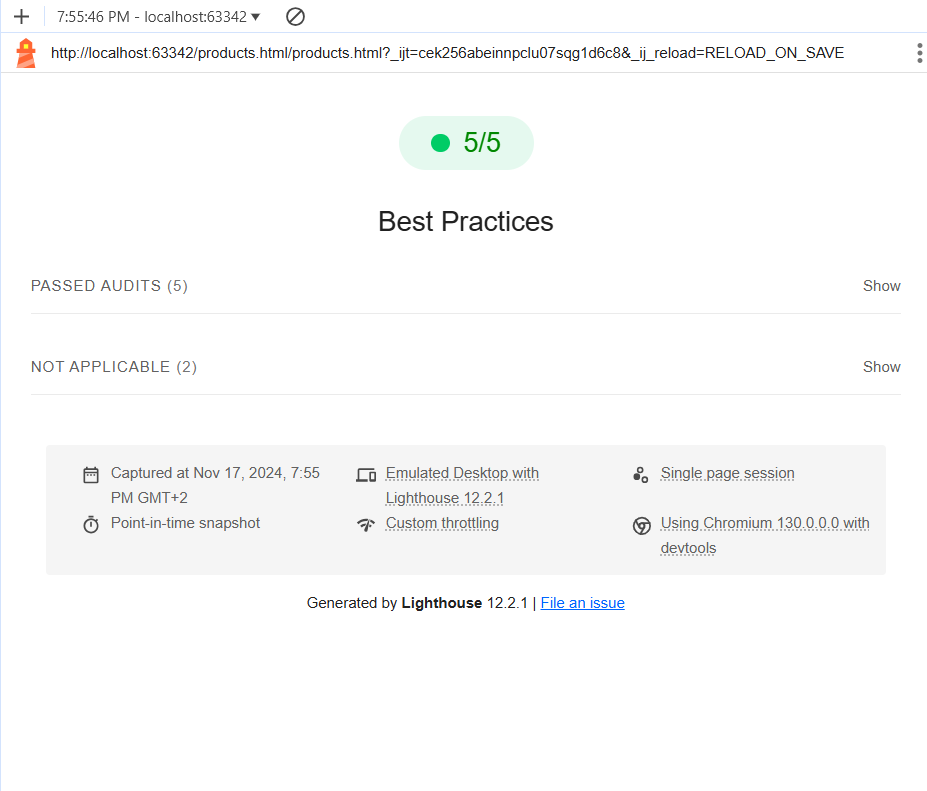 7:55:46 PM - localhost:63342
http://localhost:63342/products.html/products.html?_ijt=cek256abeinnpclu07sqg1d6c8&_ij_reload=RELOAD_ON_SAVE
5/5
Best Practices
PASSED AUDITS (5)
Show
NOT APPLICABLE (2)
Show
Captured at Nov 17, 2024, 7:55
PM GMT+2
Emulated Desktop with
Lighthouse 12.2.1
Single page session
Point-in-time snapshot
Custom throttling
Using Chromium 130.0.0.0 with
devtools
Generated by Lighthouse 12.2.1 | File an issue